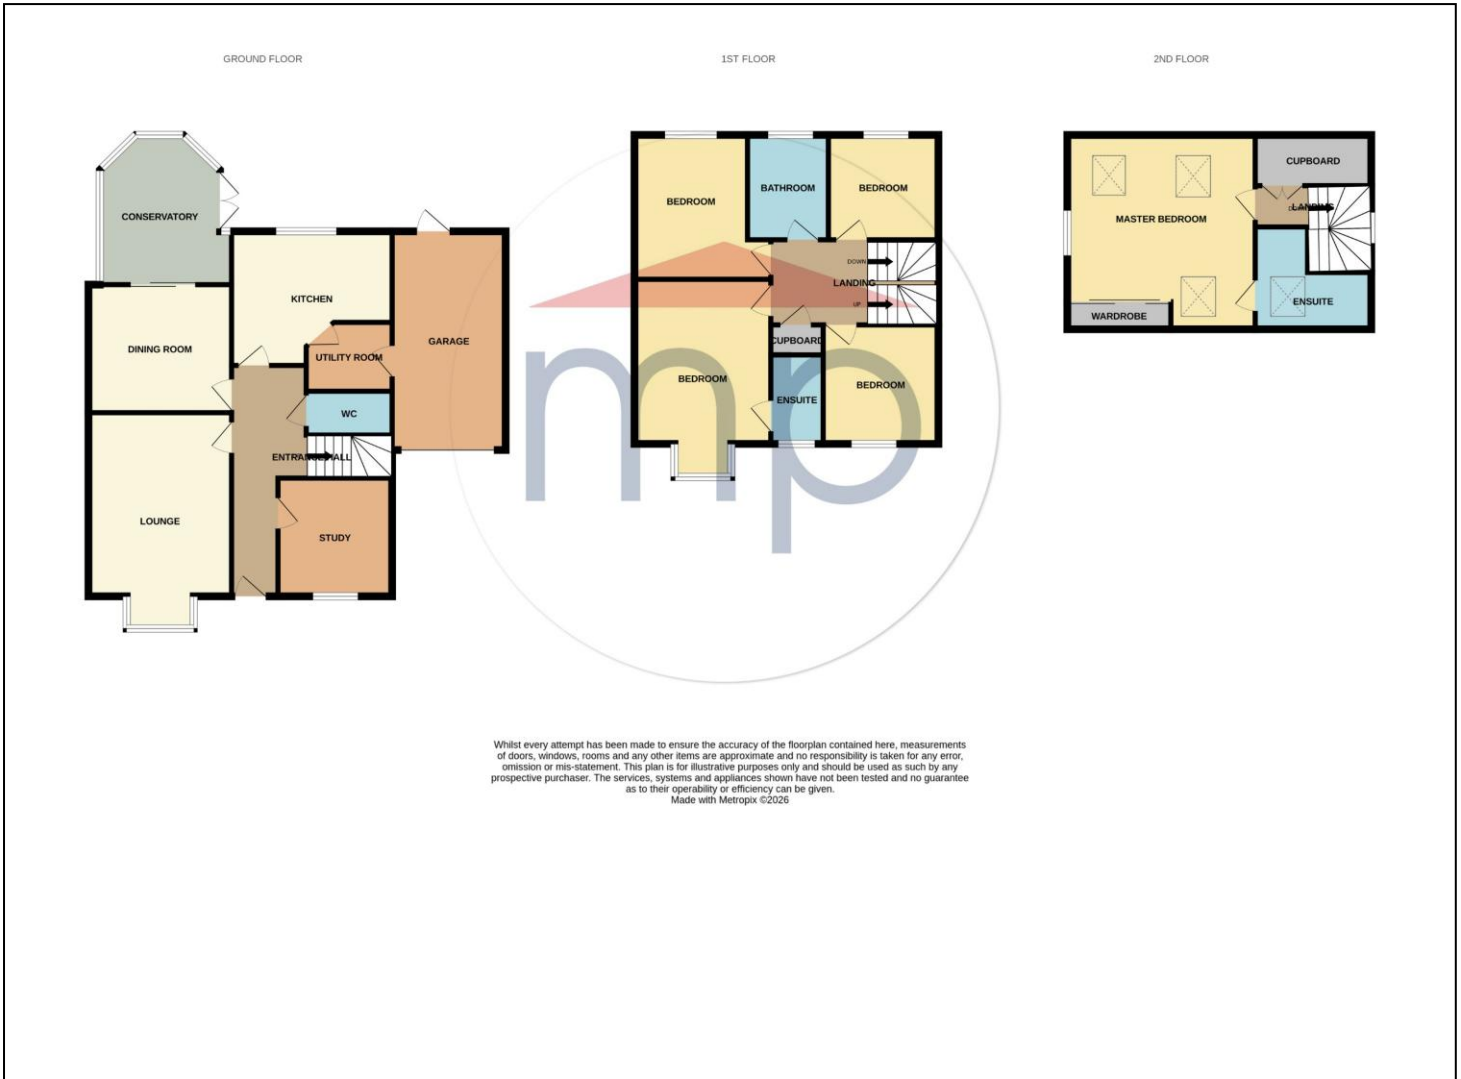 GROUND FLOOR
1ST FLOOR
2ND FLOOR
CONSERVATORY
KITCHEN
DINING ROOM
UTILITY ROOM
GARAGE
WC
ENTRANCE HALL
LOUNGE
STUDY
BEDROOM
BATHROOM
BEDROOM
DOWN
LANDING
UP
CUPBOARD
BEDROOM
ENSUITE
BEDROOM
mp
CUPBOARD
MASTER BEDROOM
LANDING
ENSUITE
WARDROBE
Whilst every attempt has been made to ensure the accuracy of the floorplan contained here, measurements
of doors, windows, rooms and any other items are approximate and no responsibility is taken for any error,
omission or mis-statement. This plan is for illustrative purposes only and should be used as such by any
prospective purchaser. The services, systems and appliances shown have not been tested and no guarantee
as to their operability or efficiency can be given.
Made with Metropix ©2026